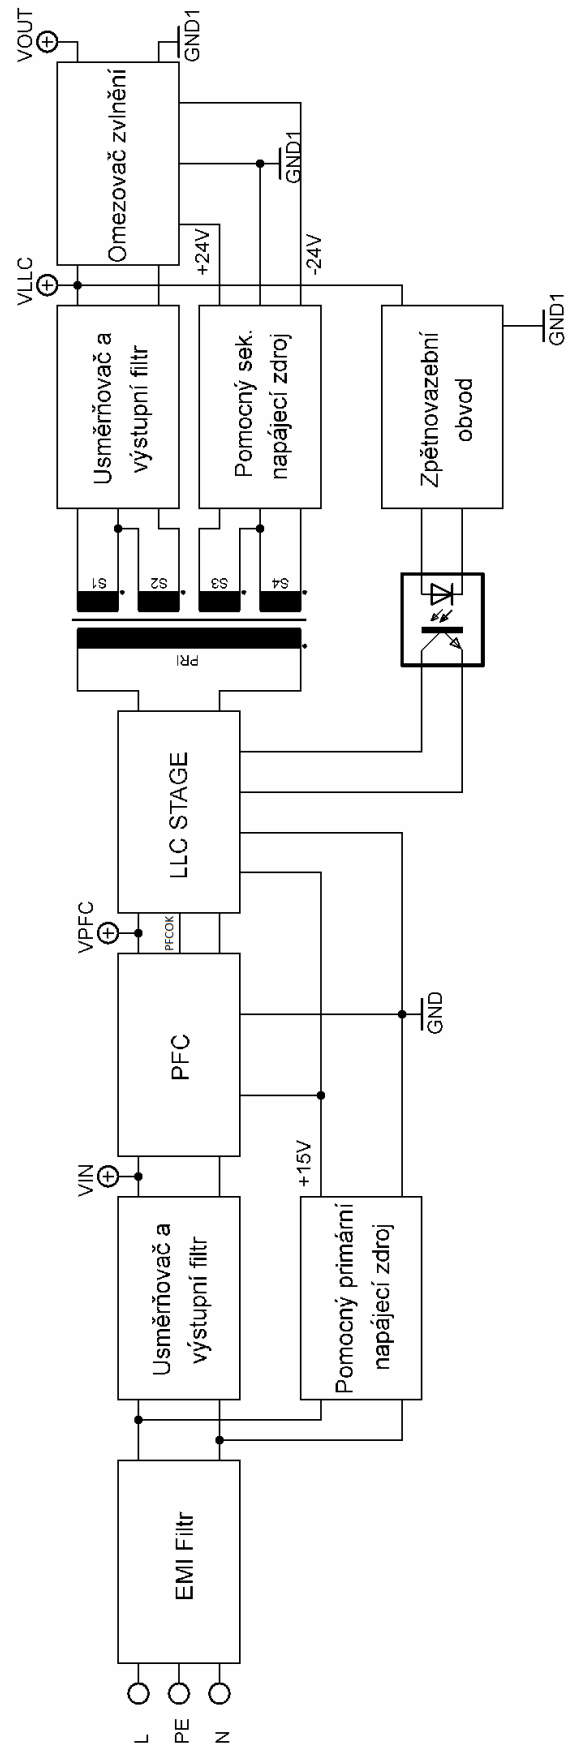 L
PE
N
EMI Filtr
Usměrňovač a
výstupní filtr
Pomocný primární
napájecí zdroj
VIN
+15V
PFC
GND
VPFC
PFCOK
LLC STAGE
PRI
S1
S2
S3
S4
Usměrňovač a
výstupní filtr
Pomocný sek.
napájecí zdroj
Zpětnovazební
obvod
GND1
VLLC
+24V
-24V
GND1
Omezovač zvlnění
VOUT
GND1